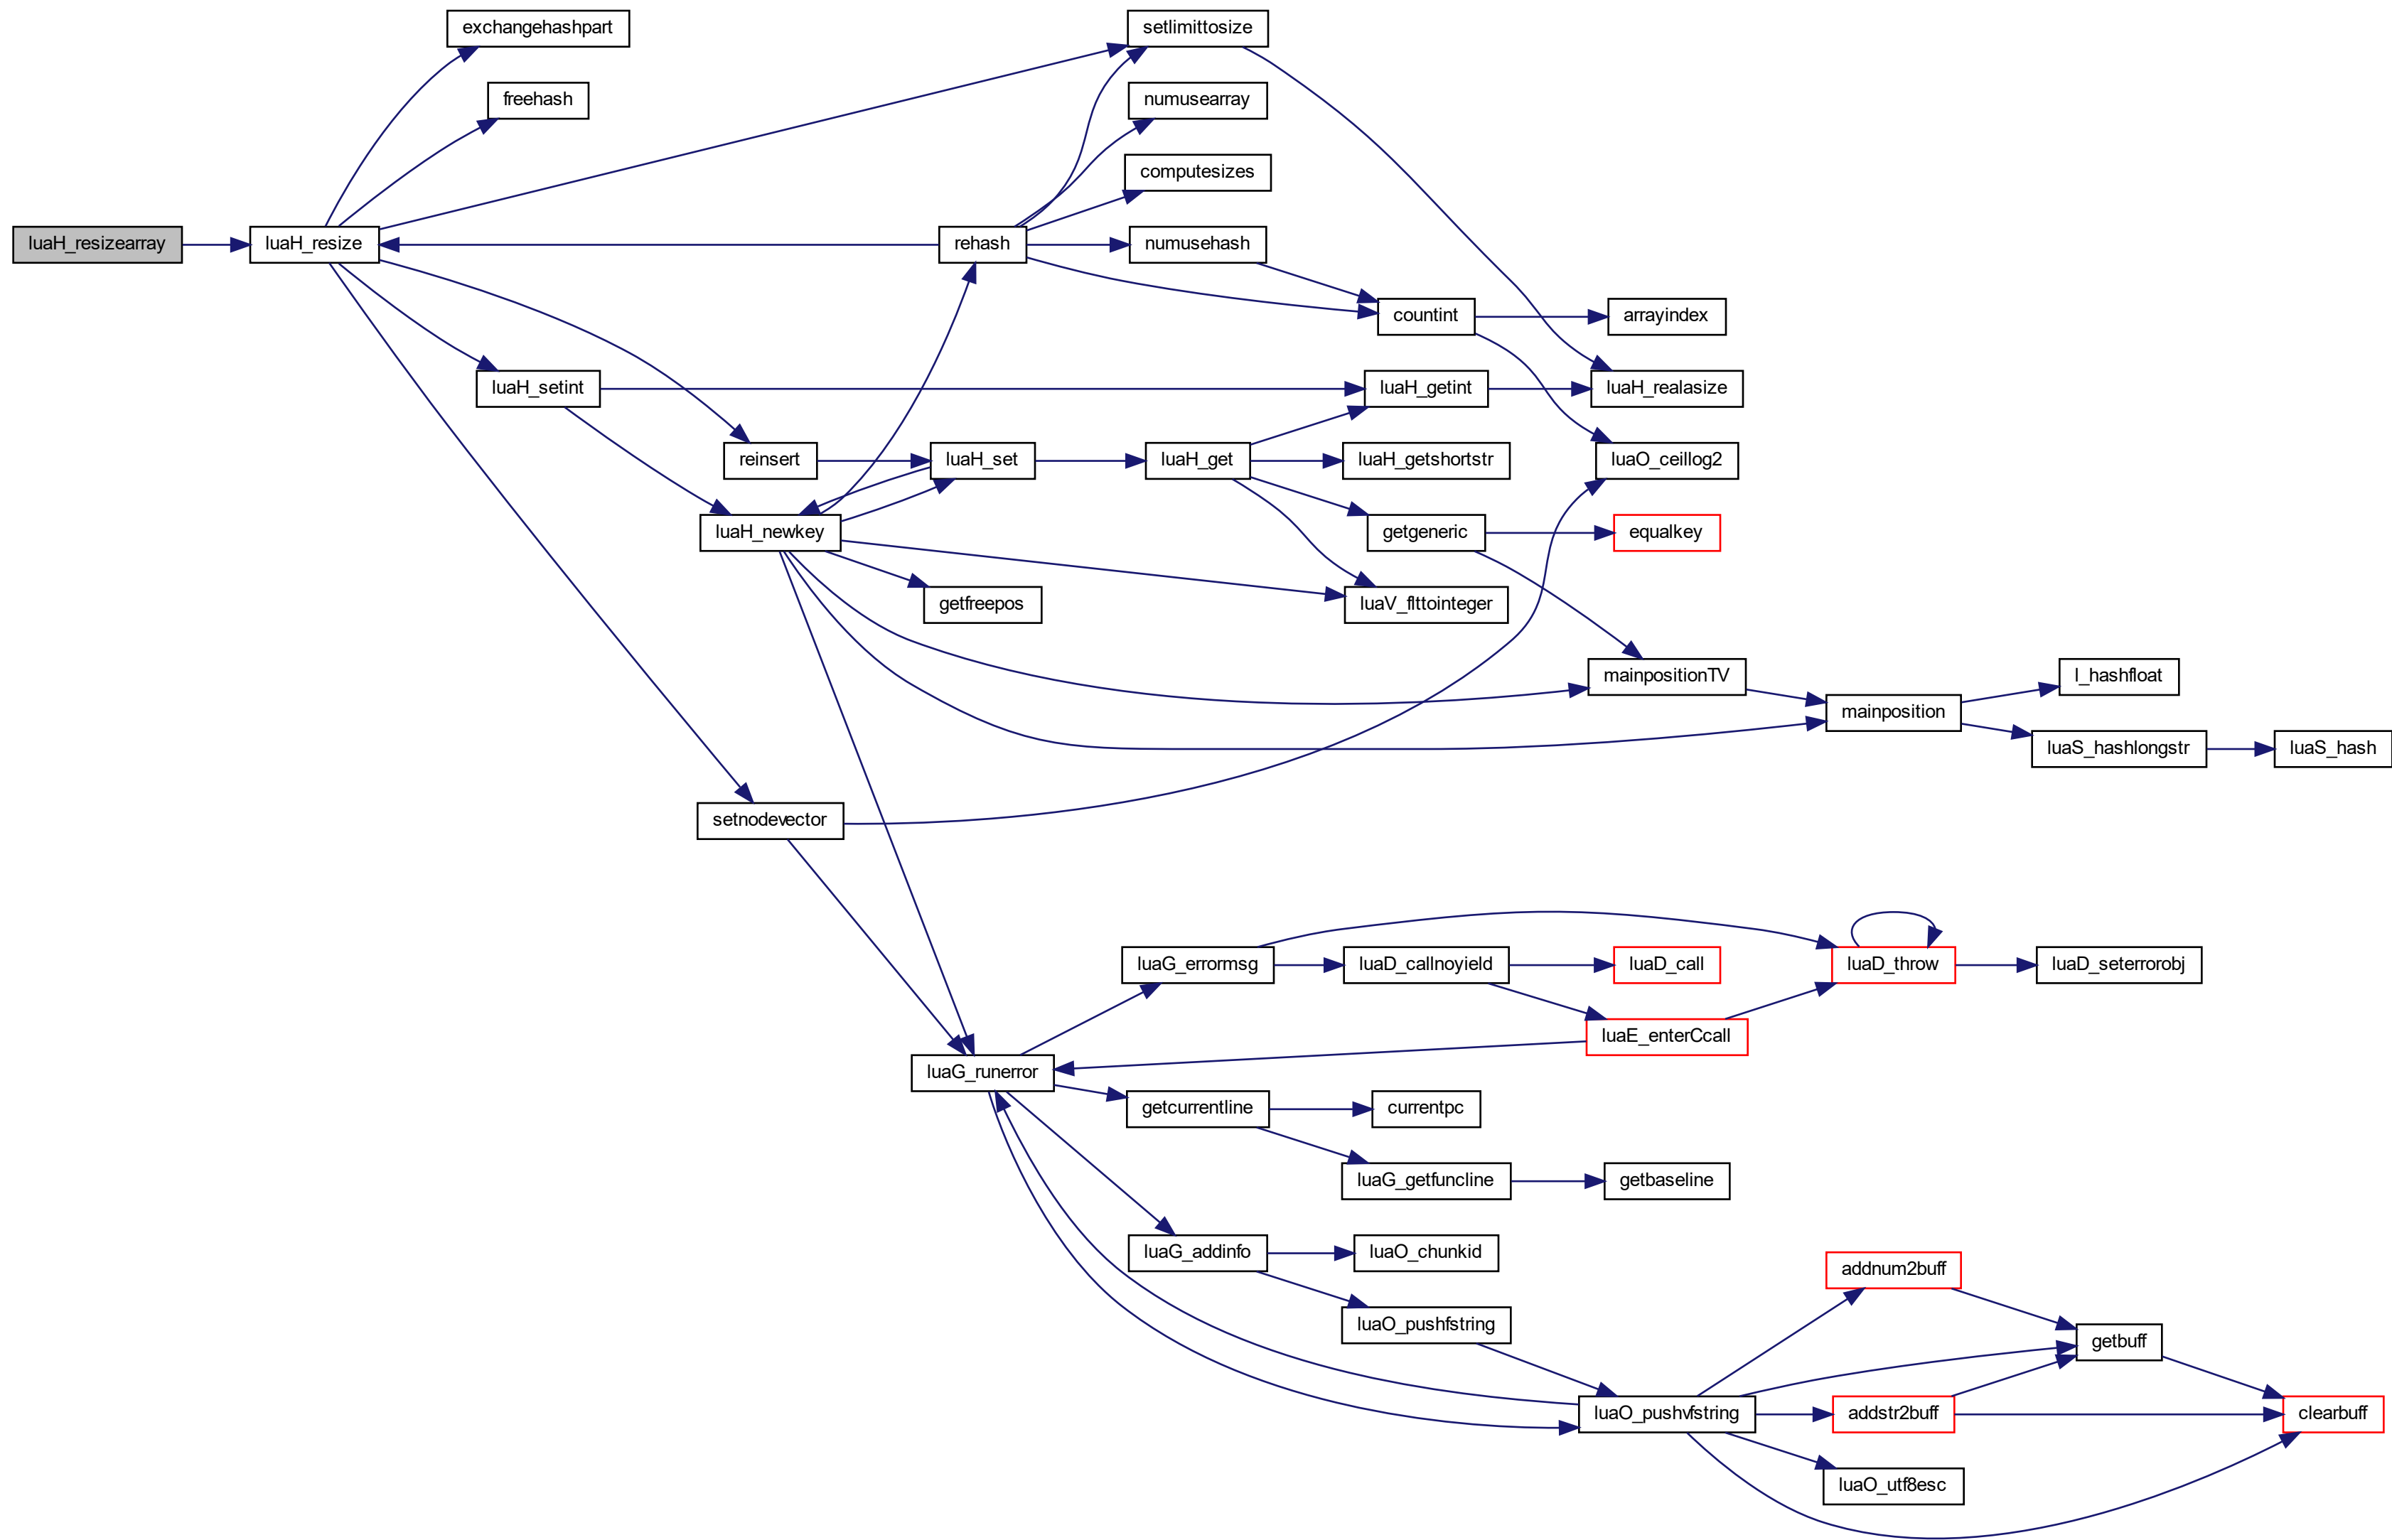 exchangehashpart
setlimittosize
freehash
numusearray
computesizes
luaH_resizearray
luaH_resize
rehash
numusehash
countint
arrayindex
luaH_setint
luaH_getint
luaH_realasize
reinsert
luaH_set
luaH_get
luaH_getshortstr
luaO_ceillog2
luaH_newkey
getgeneric
equalkey
getfreepos
luaV_flttointeger
mainpositionTV
l_hashfloat
mainposition
luaS_hashlongstr
luaS_hash
setnodevector
luaG_errormsg
luaD_callnoyield
luaD_call
luaD_throw
luaD_seterrorobj
luaE_enterCcall
luaG_runerror
getcurrentline
currentpc
luaG_getfuncline
getbaseline
luaG_addinfo
luaO_chunkid
addnum2buff
luaO_pushfstring
getbuff
luaO_pushvfstring
addstr2buff
clearbuff
luaO_utf8esc